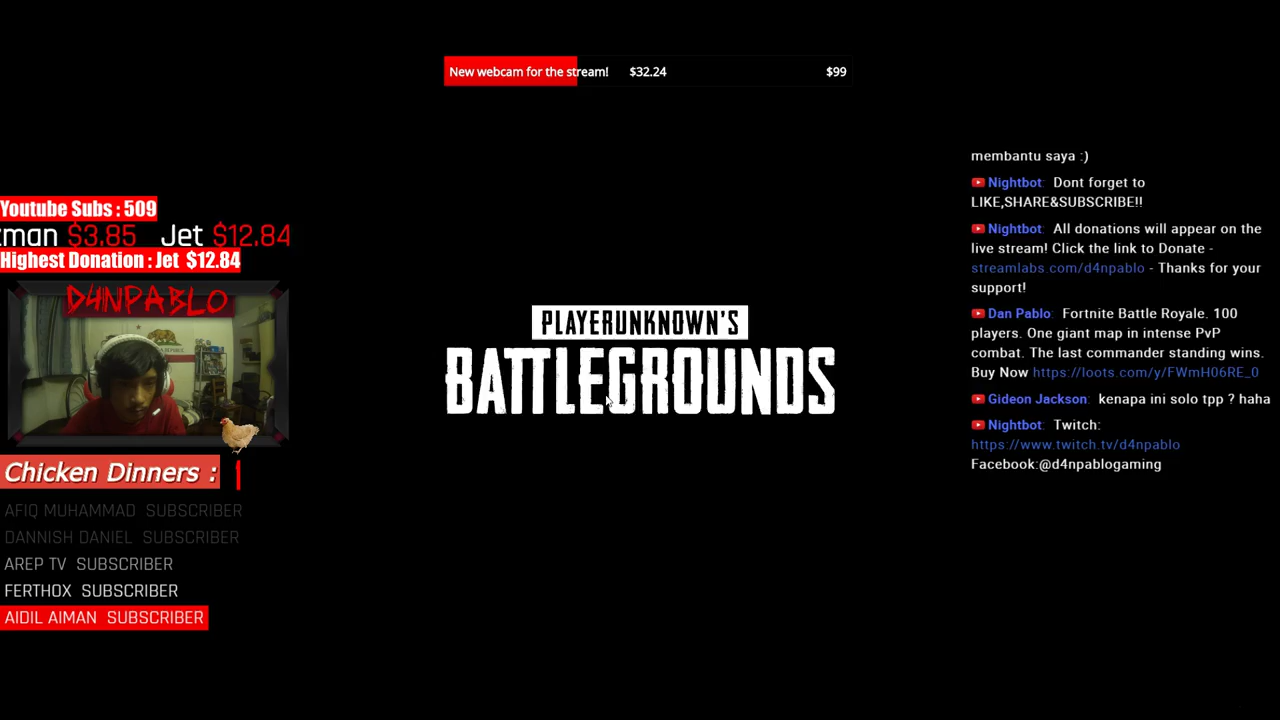 New webcam for the stream! $32.24 $99
membantu saya :)
Nightbot: Dont forget to
LIKE,SHARE&SUBSCRIBE!!
Nightbot: All donations will appear on the
live stream! Click the link to Donate -
streamlabs.com/d4npablo - Thanks for your
support!
Dan Pablo: Fortnite Battle Royale. 100
players. One giant map in intense PvP
combat. The last commander standing wins.
Buy Now https://loots.com/y/FWmH06RE_0
Gideon Jackson: kenapa ini solo tpp ? haha
Nightbot: Twitch:
https://www.twitch.tv/d4npablo
Facebook:@d4npablogaming
Youtube Subs : 509
man $3.85 Jet $12.84
Highest Donation : Jet $12.84
D4NPABLO
PLAYERUNKNOWN'S
BATTLEGROUNDS
Chicken Dinners : 1
AFIQ MUHAMMAD SUBSCRIBER
DANNISH DANIEL SUBSCRIBER
AREP TV SUBSCRIBER
FERTHOX SUBSCRIBER
AIDIL AIMAN SUBSCRIBER